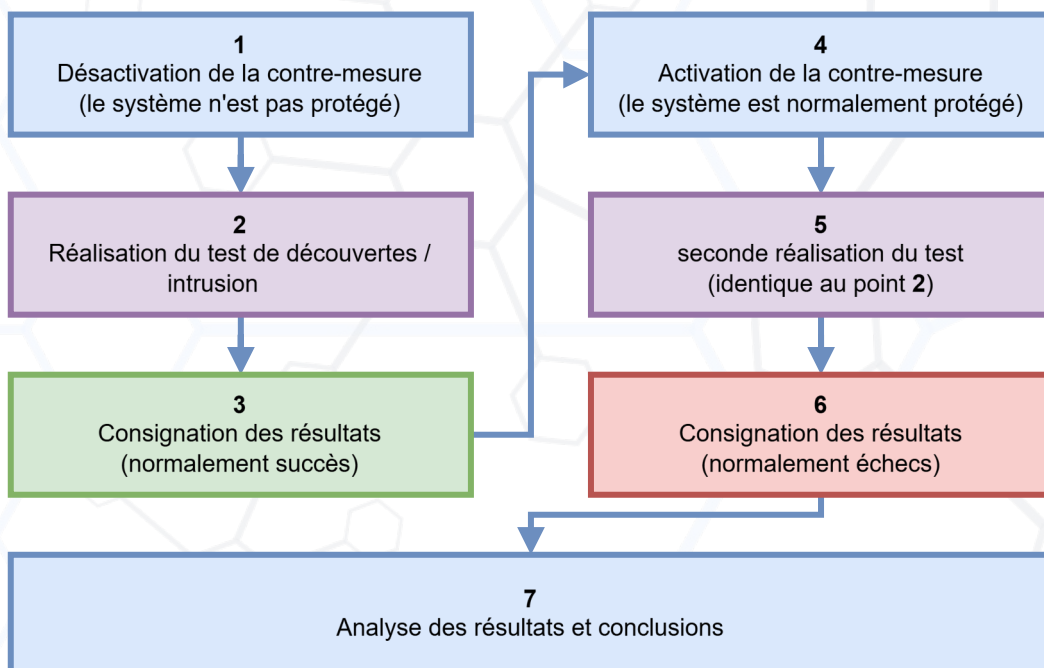 1
Désactivation de la contre-mesure
(le système n'est pas protégé)
2
Réalisation du test de découvertes /
intrusion
3
Consignation des résultats
(normalement succès)
4
Activation de la contre-mesure
(le système est normalement protégé)
5
seconde réalisation du test
(identique au point 2)
6
Consignation des résultats
(normalement échecs)
7
Analyse des résultats et conclusions